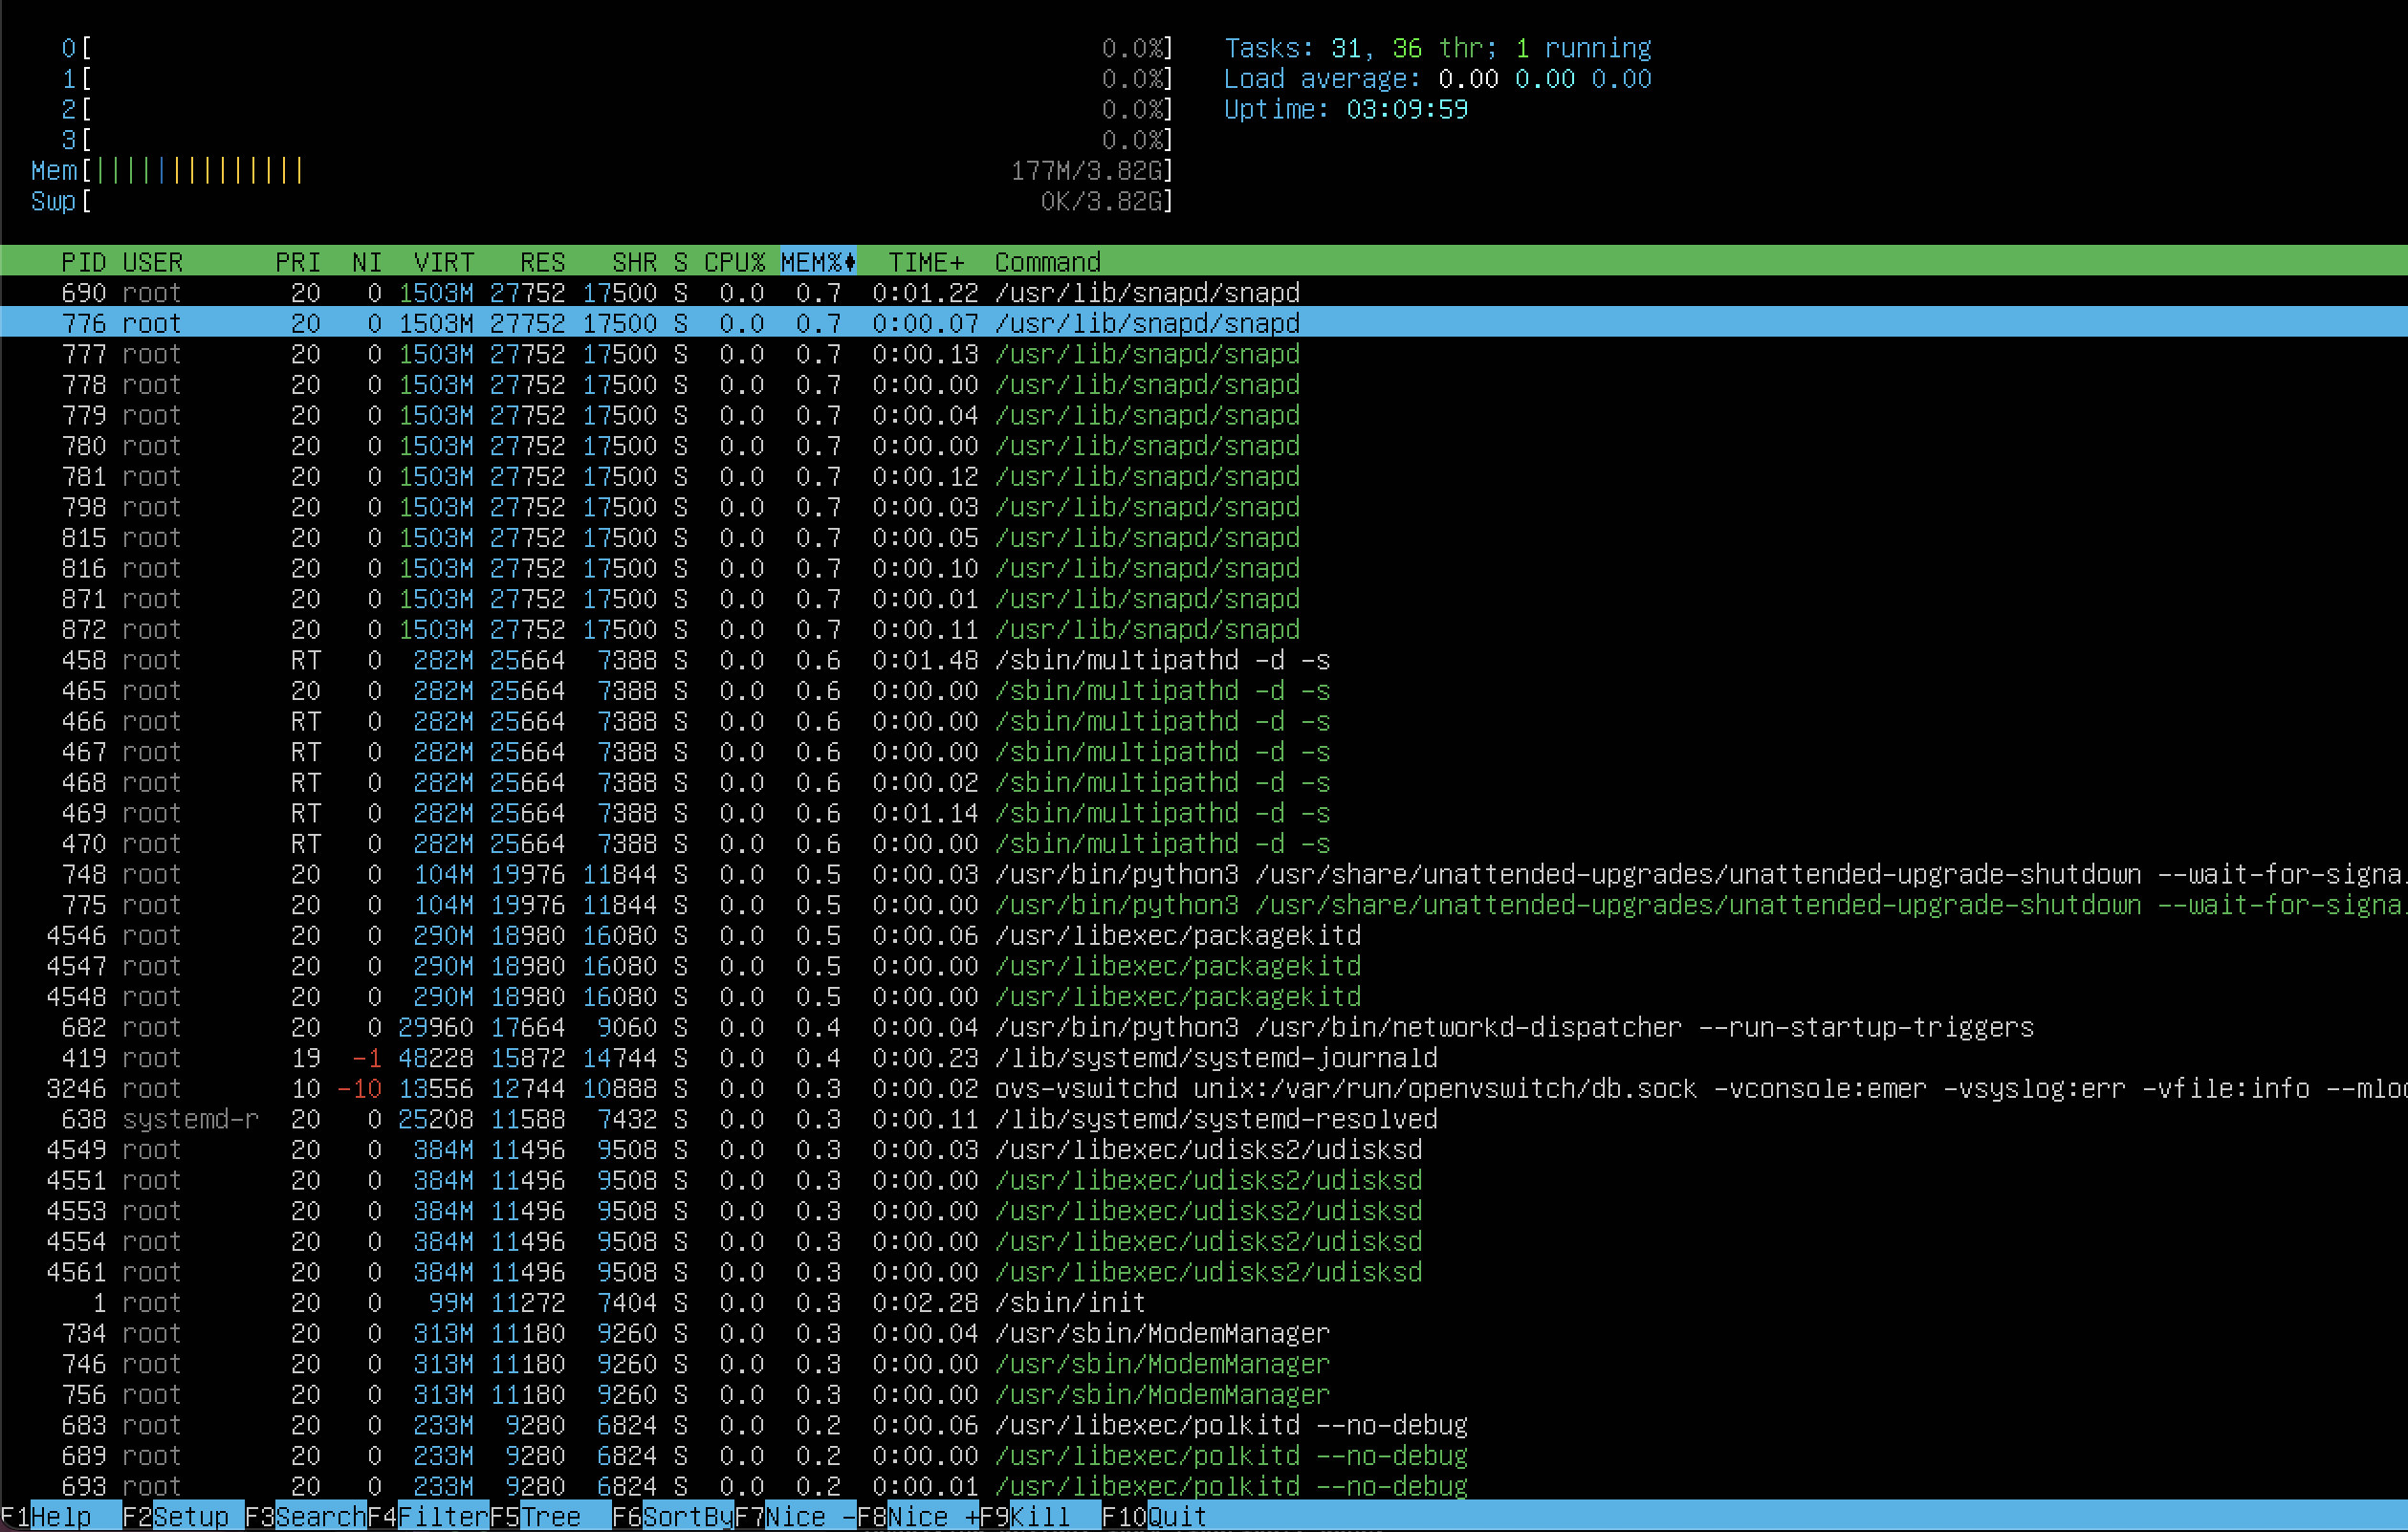 0[ 0.0%] Tasks: 31, 36 thr; 1 running
1[ 0.0%] Load average: 0.00 0.00 0.00
2[ 0.0%] Uptime: 03:09:59
3[ 0.0%]
Mem[|||||||||||||| 177M/3.82G]
Swp[ 0K/3.82G]
PID USER PRI NI VIRT RES SHR S CPU% MEM% TIME+ Command
690 root 20 0 1503M 27752 17500 S 0.0 0.7 0:01.22 /usr/lib/snapd/snapd
776 root 20 0 1503M 27752 17500 S 0.0 0.7 0:00.07 /usr/lib/snapd/snapd
777 root 20 0 1503M 27752 17500 S 0.0 0.7 0:00.13 /usr/lib/snapd/snapd
778 root 20 0 1503M 27752 17500 S 0.0 0.7 0:00.00 /usr/lib/snapd/snapd
779 root 20 0 1503M 27752 17500 S 0.0 0.7 0:00.04 /usr/lib/snapd/snapd
780 root 20 0 1503M 27752 17500 S 0.0 0.7 0:00.00 /usr/lib/snapd/snapd
781 root 20 0 1503M 27752 17500 S 0.0 0.7 0:00.12 /usr/lib/snapd/snapd
798 root 20 0 1503M 27752 17500 S 0.0 0.7 0:00.03 /usr/lib/snapd/snapd
815 root 20 0 1503M 27752 17500 S 0.0 0.7 0:00.05 /usr/lib/snapd/snapd
816 root 20 0 1503M 27752 17500 S 0.0 0.7 0:00.10 /usr/lib/snapd/snapd
871 root 20 0 1503M 27752 17500 S 0.0 0.7 0:00.01 /usr/lib/snapd/snapd
872 root 20 0 1503M 27752 17500 S 0.0 0.7 0:00.11 /usr/lib/snapd/snapd
458 root RT 0 282M 25664 7388 S 0.0 0.6 0:01.48 /sbin/multipathd -d -s
465 root 20 0 282M 25664 7388 S 0.0 0.6 0:00.00 /sbin/multipathd -d -s
466 root RT 0 282M 25664 7388 S 0.0 0.6 0:00.00 /sbin/multipathd -d -s
467 root RT 0 282M 25664 7388 S 0.0 0.6 0:00.00 /sbin/multipathd -d -s
468 root RT 0 282M 25664 7388 S 0.0 0.6 0:00.02 /sbin/multipathd -d -s
469 root RT 0 282M 25664 7388 S 0.0 0.6 0:01.14 /sbin/multipathd -d -s
470 root RT 0 282M 25664 7388 S 0.0 0.6 0:00.00 /sbin/multipathd -d -s
748 root 20 0 104M 19976 11844 S 0.0 0.5 0:00.03 /usr/bin/python3 /usr/share/unattended-upgrades/unattended-upgrade-shutdown --wait-for-signa
775 root 20 0 104M 19976 11844 S 0.0 0.5 0:00.00 /usr/bin/python3 /usr/share/unattended-upgrades/unattended-upgrade-shutdown --wait-for-signa
4546 root 20 0 290M 18980 16080 S 0.0 0.5 0:00.06 /usr/libexec/packagekitd
4547 root 20 0 290M 18980 16080 S 0.0 0.5 0:00.00 /usr/libexec/packagekitd
4548 root 20 0 290M 18980 16080 S 0.0 0.5 0:00.00 /usr/libexec/packagekitd
682 root 20 0 29960 17664 9060 S 0.0 0.4 0:00.04 /usr/bin/python3 /usr/bin/networkd-dispatcher --run-startup-triggers
419 root 19 -1 48228 15872 14744 S 0.0 0.4 0:00.23 /lib/systemd/systemd-journald
3246 root 10 -10 13556 12744 10888 S 0.0 0.3 0:00.02 ovs-vswitchd unix:/var/run/openvswitch/db.sock -vconsole:emer -vsyslog:err -vfile:info --mloc
638 systemd-r 20 0 25208 11588 7432 S 0.0 0.3 0:00.11 /lib/systemd/systemd-resolved
4549 root 20 0 384M 11496 9508 S 0.0 0.3 0:00.03 /usr/libexec/udisks2/udisksd
4551 root 20 0 384M 11496 9508 S 0.0 0.3 0:00.00 /usr/libexec/udisks2/udisksd
4553 root 20 0 384M 11496 9508 S 0.0 0.3 0:00.00 /usr/libexec/udisks2/udisksd
4554 root 20 0 384M 11496 9508 S 0.0 0.3 0:00.00 /usr/libexec/udisks2/udisksd
4561 root 20 0 384M 11496 9508 S 0.0 0.3 0:00.00 /usr/libexec/udisks2/udisksd
1 root 20 0 99M 11272 7404 S 0.0 0.3 0:02.28 /sbin/init
734 root 20 0 313M 11180 9260 S 0.0 0.3 0:00.04 /usr/sbin/ModemManager
746 root 20 0 313M 11180 9260 S 0.0 0.3 0:00.00 /usr/sbin/ModemManager
756 root 20 0 313M 11180 9260 S 0.0 0.3 0:00.00 /usr/sbin/ModemManager
683 root 20 0 233M 9280 6824 S 0.0 0.2 0:00.06 /usr/libexec/polkitd --no-debug
689 root 20 0 233M 9280 6824 S 0.0 0.2 0:00.00 /usr/libexec/polkitd --no-debug
693 root 20 0 233M 9280 6824 S 0.0 0.2 0:00.01 /usr/libexec/polkitd --no-debug
F1Help F2Setup F3SearchF4FilterF5Tree F6SortByF7Nice -F8Nice +F9Kill F10Quit